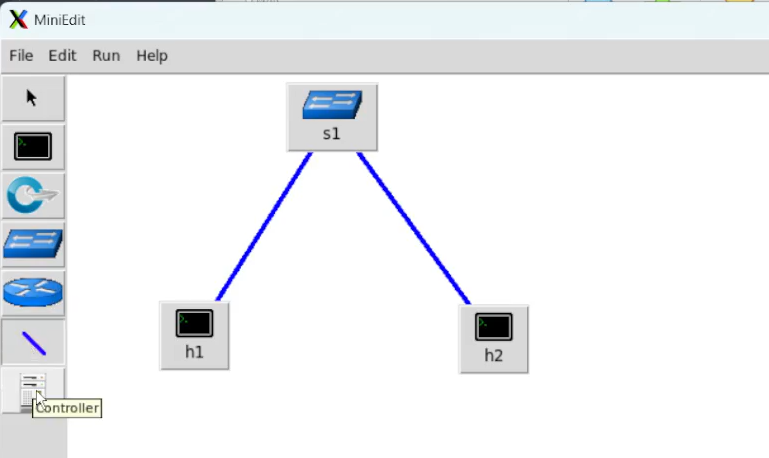 MiniEdit
File Edit Run Help
s1
h1
h2
Controller